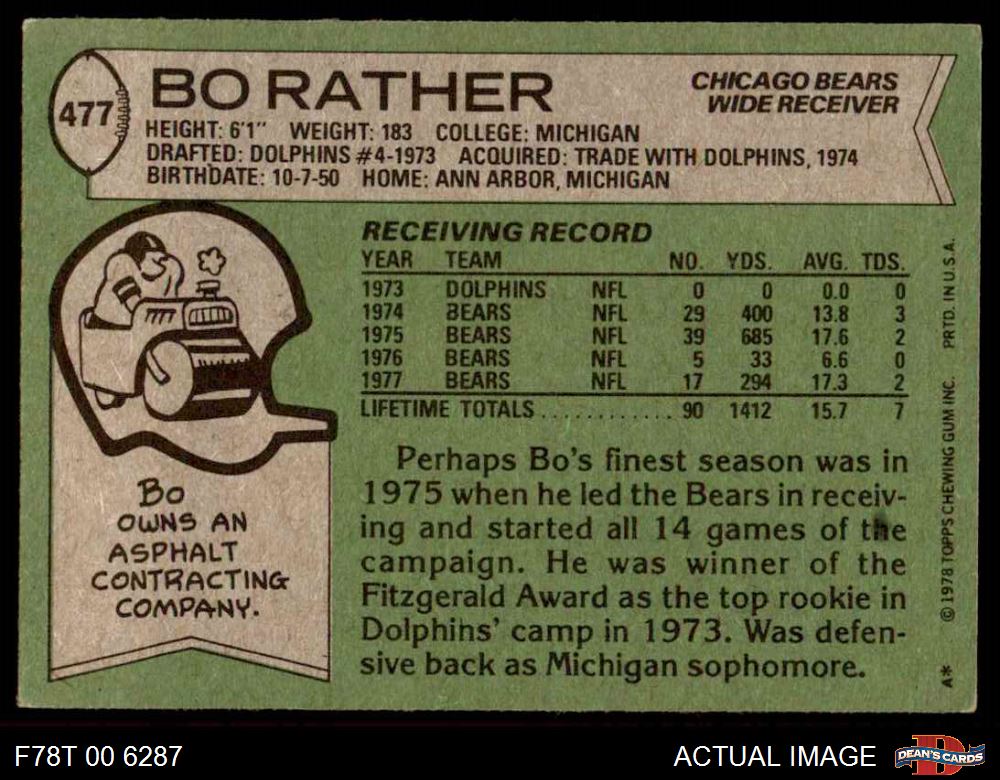 477
BO RATHER
CHICAGO BEARS
WIDE RECEIVER
HEIGHT: 6'1" WEIGHT: 183 COLLEGE: MICHIGAN
DRAFTED: DOLPHINS #4-1973 ACQUIRED: TRADE WITH DOLPHINS, 1974
BIRTHDATE: 10-7-50 HOME: ANN ARBOR, MICHIGAN
RECEIVING RECORD
YEAR TEAM NO. YDS. AVG. TDS.
1973 DOLPHINS NFL 0 0 0.0 0
1974 BEARS NFL 29 400 13.8 3
1975 BEARS NFL 39 685 17.6 2
1976 BEARS NFL 5 33 6.6 0
1977 BEARS NFL 17 294 17.3 2
LIFETIME TOTALS............ 90 1412 15.7 7
Perhaps Bo's finest season was in
1975 when he led the Bears in receiv-
ing and started all 14 games of the
campaign. He was winner of the
Fitzgerald Award as the top rookie in
Dolphins' camp in 1973. Was defen-
sive back as Michigan sophomore.
Bo
OWNS AN
ASPHALT
CONTRACTING
COMPANY.
A* © 1978 TOPPS CHEWING GUM INC. PRTD. IN U.S.A.
F78T 00 6287
ACTUAL IMAGE
D
DEAN'S CARDS